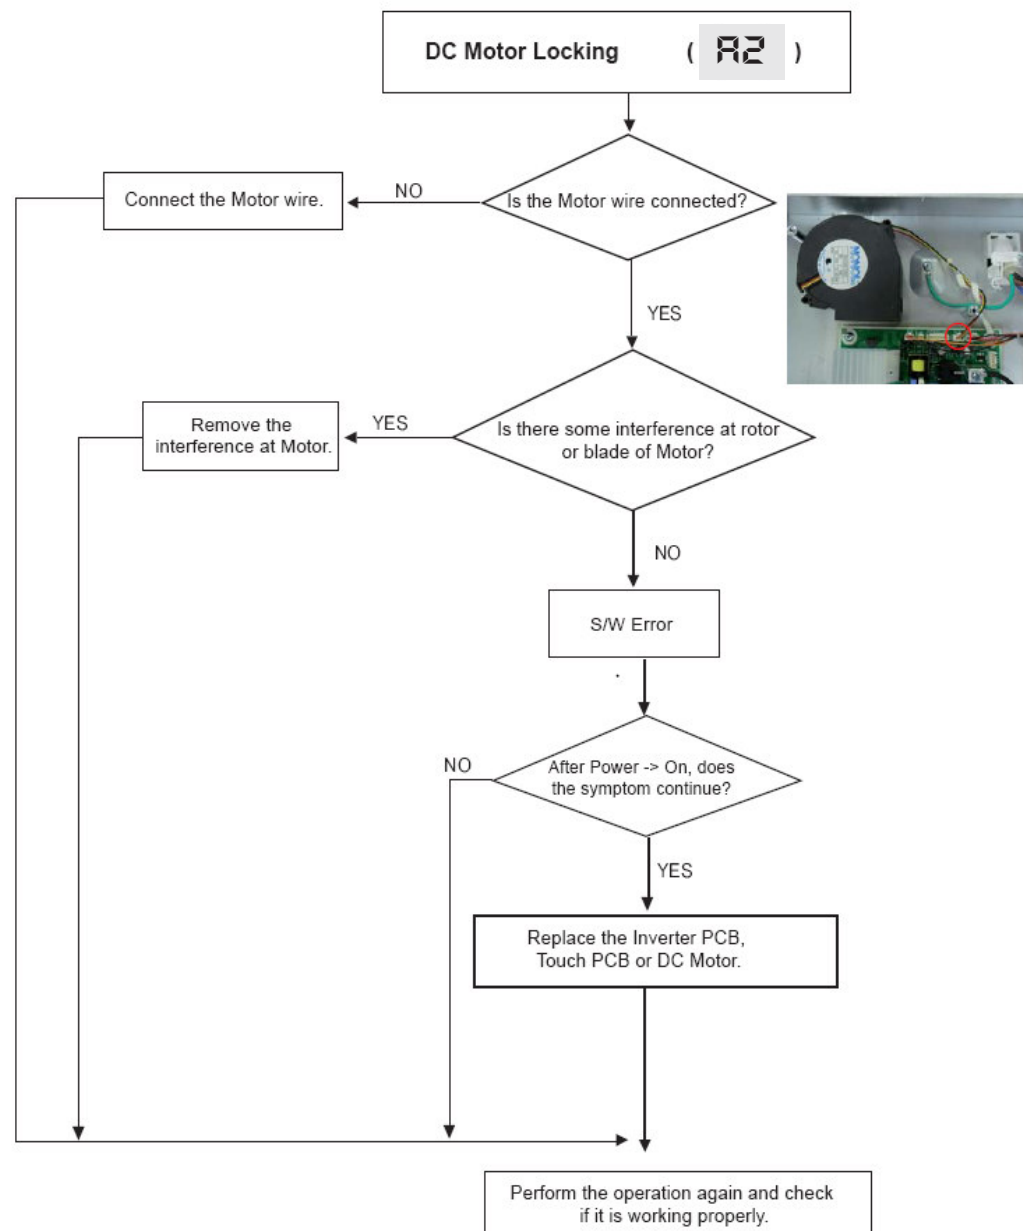 DC Motor Locking ( A2 )
Is the Motor wire connected?
NO
Connect the Motor wire.
YES
Is there some interference at rotor
or blade of Motor?
YES
Remove the
interference at Motor.
NO
S/W Error
After Power -> On, does
the symptom continue?
NO
YES
Replace the Inverter PCB,
Touch PCB or DC Motor.
Perform the operation again and check
if it is working properly.